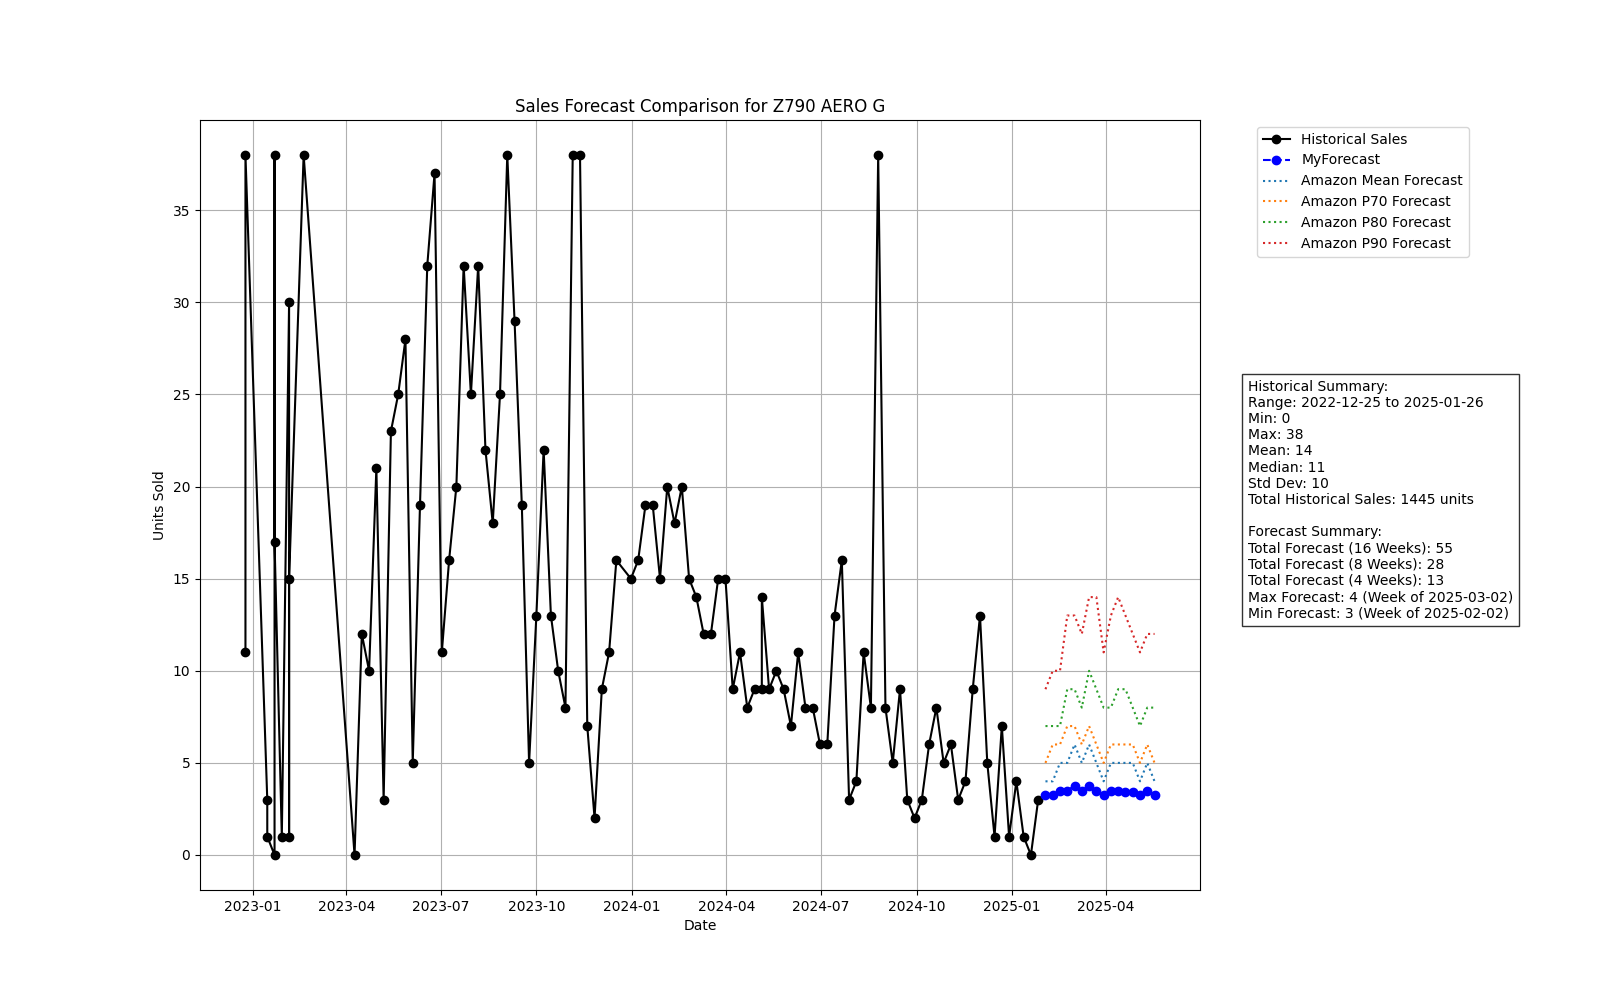 Sales Forecast Comparison for Z790 AERO G
Units Sold
35
30
25
20
15
10
5
0
2023-01
2023-04
2023-07
2023-10
2024-01
2024-04
2024-07
2024-10
2025-01
2025-04
Date
Historical Sales
MyForecast
Amazon Mean Forecast
Amazon P70 Forecast
Amazon P80 Forecast
Amazon P90 Forecast
Historical Summary:
Range: 2022-12-25 to 2025-01-26
Min: 0
Max: 38
Mean: 14
Median: 11
Std Dev: 10
Total Historical Sales: 1445 units
Forecast Summary:
Total Forecast (16 Weeks): 55
Total Forecast (8 Weeks): 28
Total Forecast (4 Weeks): 13
Max Forecast: 4 (Week of 2025-03-02)
Min Forecast: 3 (Week of 2025-02-02)